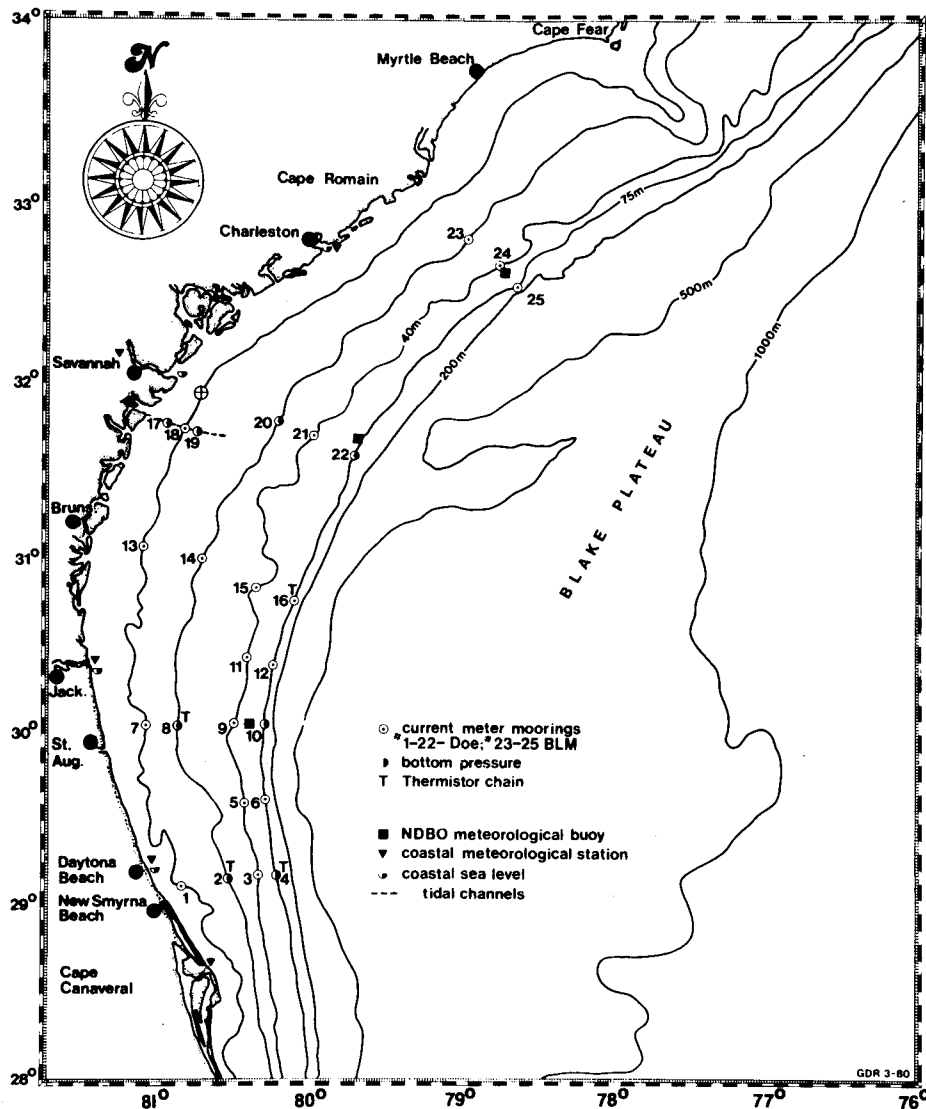 34°
Cape Fear
N
Myrtle Beach
33°
Cape Romain
Charleston
23
24
25
75m
500m
1000m
40m
200m
32°
Savannah
17
18
19
20
21
22
BLAKE PLATEAU
Bruns.
31°
13
14
15
T
16
11
12
Jack.
30°
7
8
T
9
10
St.
Aug.
current meter moorings
#1-22- Doe; #23-25 BLM
bottom pressure
T Thermistor chain
5
6
NDBO meteorological buoy
coastal meteorological station
coastal sea level
tidal channels
Daytona
Beach
T
2
3
T
4
29°
1
New Smyrna
Beach
Cape
Canaveral
28°
GDR 3-80
81°
80°
79°
78°
77°
76°